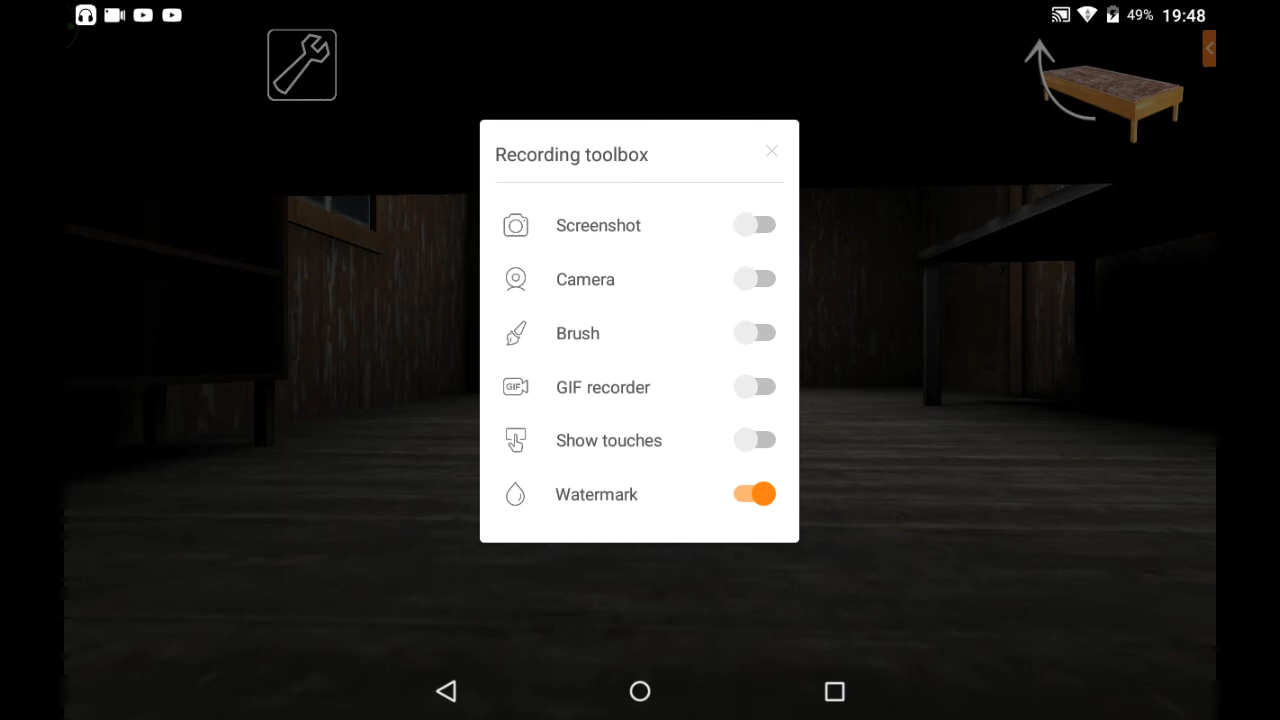 49% 19:48
Recording toolbox
Screenshot
Camera
Brush
GIF GIF recorder
Show touches
Watermark